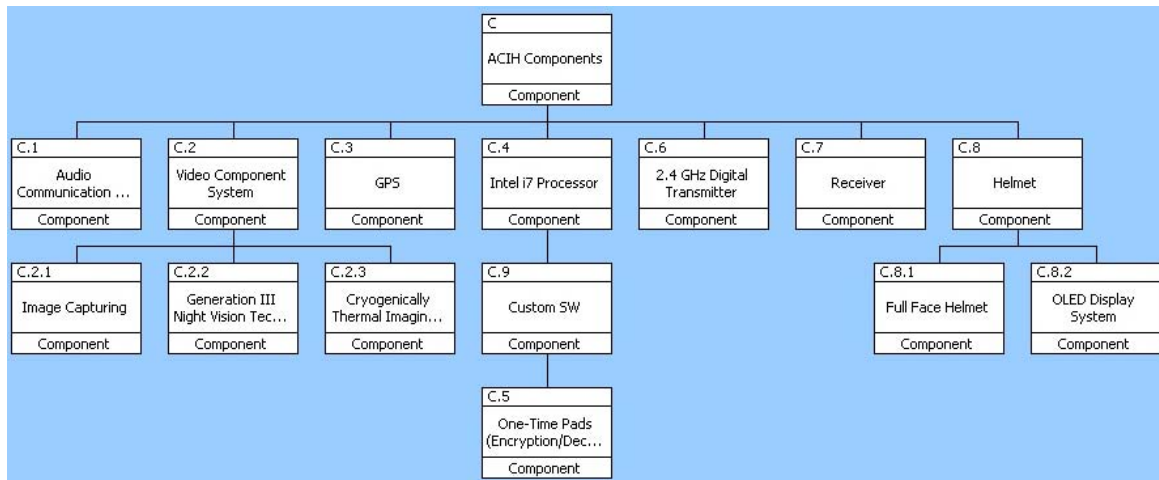 C
ACIH Components
Component
C.1
Audio
Communication ...
Component
C.2
Video Component
System
Component
C.3
GPS
Component
C.4
Intel i7 Processor
Component
C.6
2.4 GHz Digital
Transmitter
Component
C.7
Receiver
Component
C.8
Helmet
Component
C.2.1
Image Capturing
Component
C.2.2
Generation III
Night Vision Tec...
Component
C.2.3
Cryogenically
Thermal Imagin...
Component
C.9
Custom SW
Component
C.8.1
Full Face Helmet
Component
C.8.2
OLED Display
System
Component
C.5
One-Time Pads
(Encryption/Dec...
Component